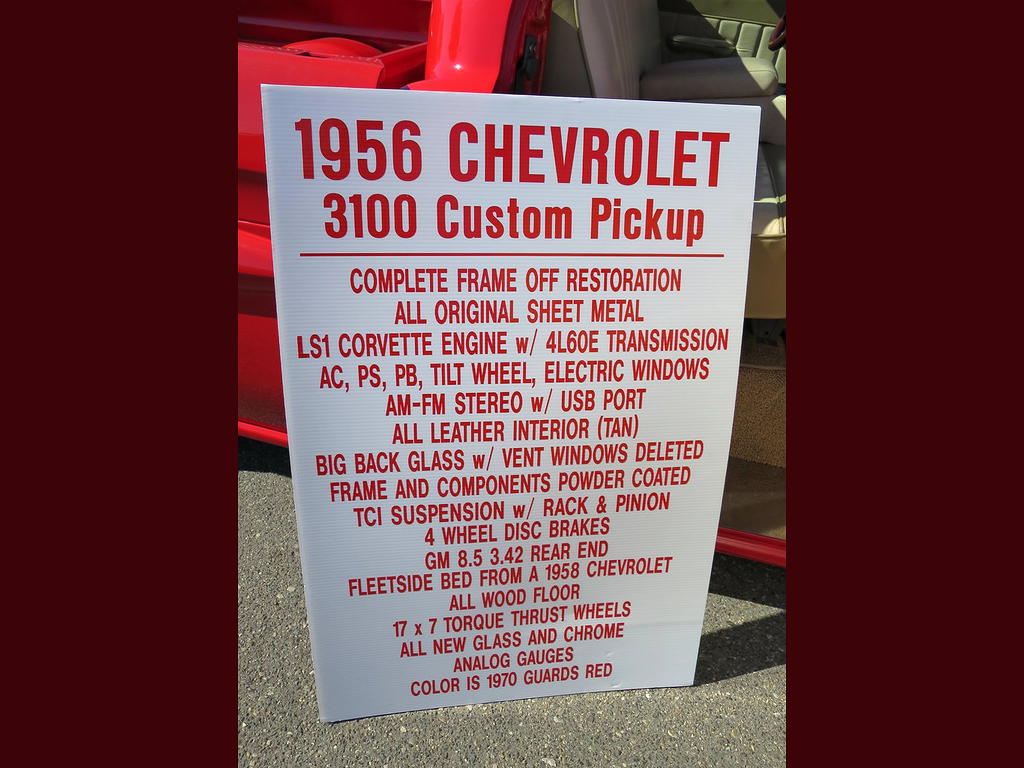 1956 CHEVROLET
3100 Custom Pickup
COMPLETE FRAME OFF RESTORATION
ALL ORIGINAL SHEET METAL
LS1 CORVETTE ENGINE w/ 4L60E TRANSMISSION
AC, PS, PB, TILT WHEEL, ELECTRIC WINDOWS
AM-FM STEREO w/ USB PORT
ALL LEATHER INTERIOR (TAN)
BIG BACK GLASS w/ VENT WINDOWS DELETED
FRAME AND COMPONENTS POWDER COATED
TCI SUSPENSION w/ RACK & PINION
4 WHEEL DISC BRAKES
GM 8.5 3.42 REAR END
FLEETSIDE BED FROM A 1958 CHEVROLET
ALL WOOD FLOOR
17 x 7 TORQUE THRUST WHEELS
ALL NEW GLASS AND CHROME
ANALOG GAUGES
COLOR IS 1970 GUARDS RED